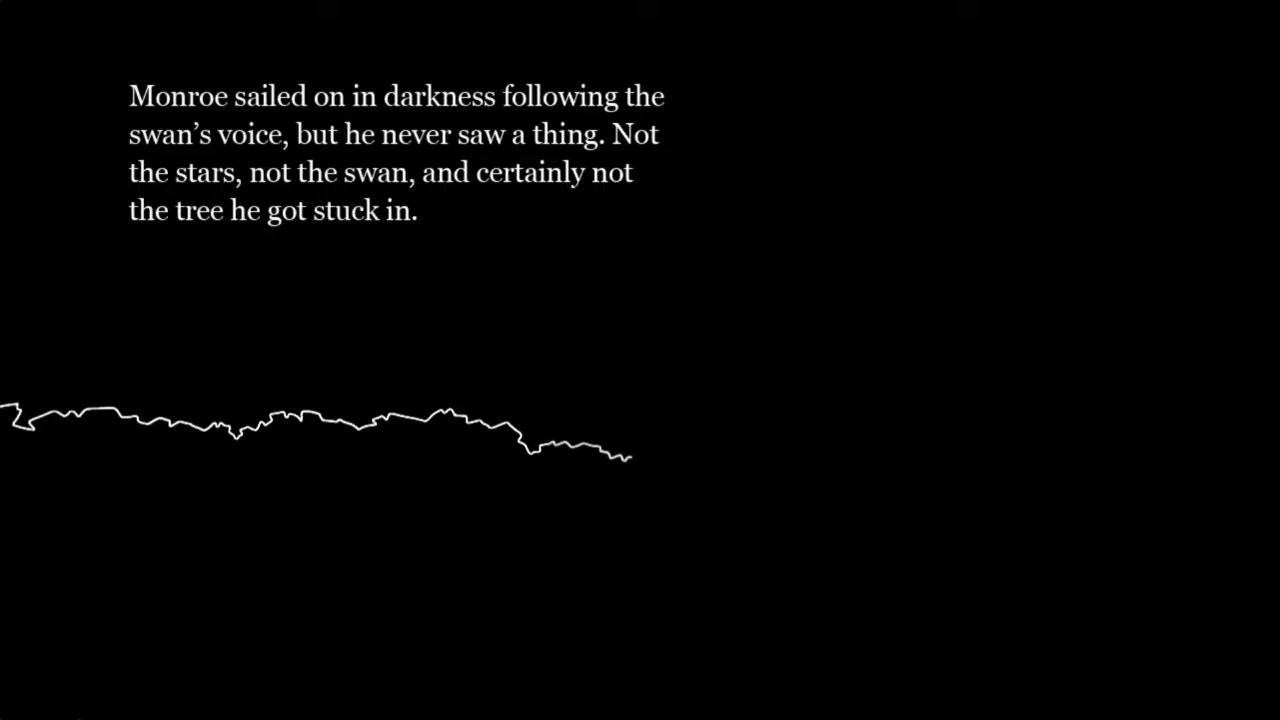 Monroe sailed on in darkness following the
swan’s voice, but he never saw a thing. Not
the stars, not the swan, and certainly not
the tree he got stuck in.